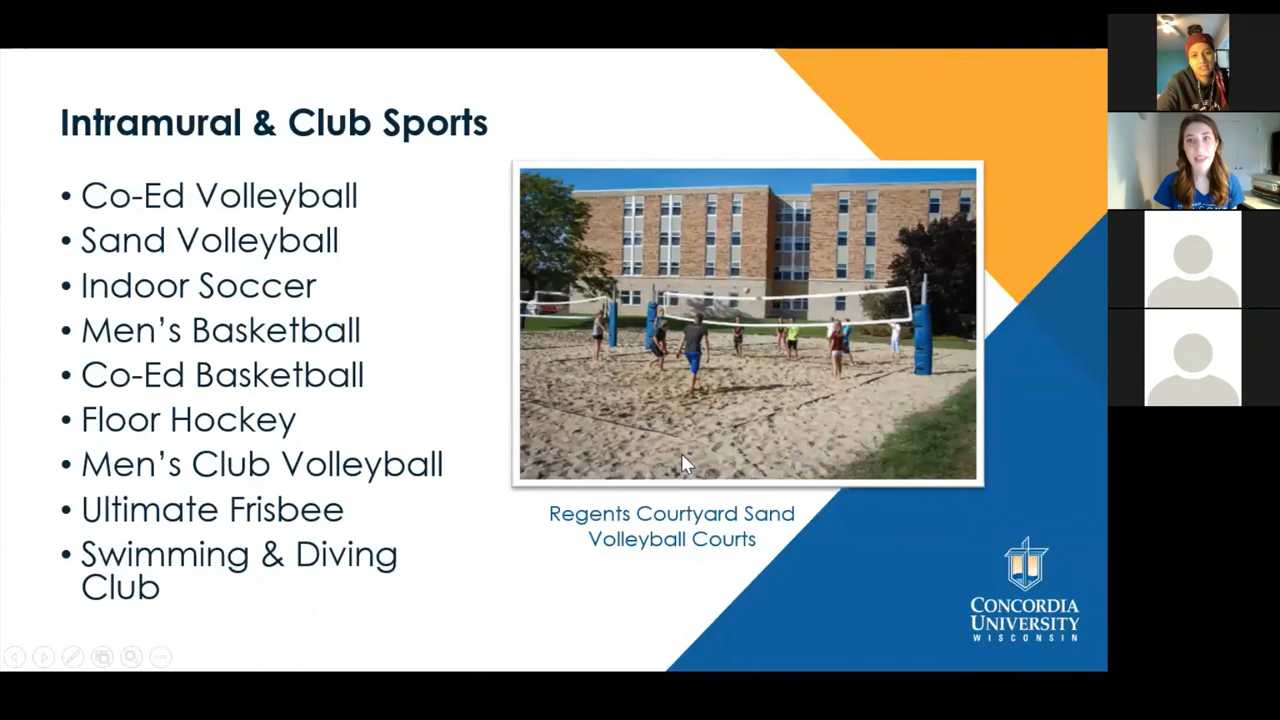 Intramural & Club Sports
• Co-Ed Volleyball
• Sand Volleyball
• Indoor Soccer
• Men’s Basketball
• Co-Ed Basketball
• Floor Hockey
• Men’s Club Volleyball
• Ultimate Frisbee
• Swimming & Diving
Club
Regents Courtyard Sand
Volleyball Courts
CONCORDIA
UNIVERSITY
WISCONSIN